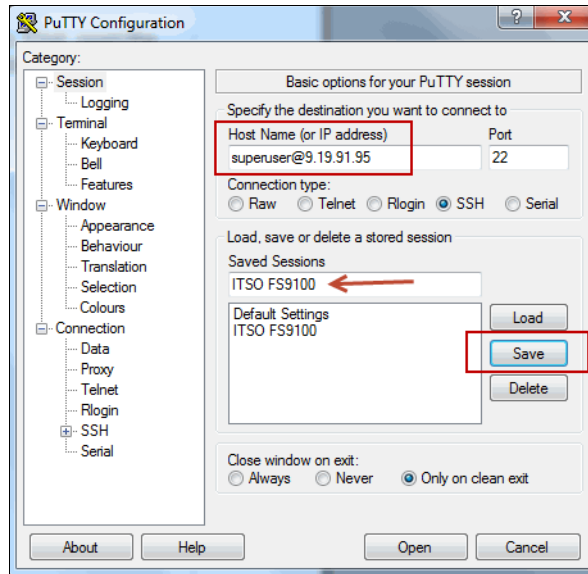 PuTTY Configuration
Category:
Session
Logging
Terminal
Keyboard
Bell
Features
Window
Appearance
Behaviour
Translation
Selection
Colours
Connection
Data
Proxy
Telnet
Rlogin
SSH
Serial
Basic options for your PuTTY session
Specify the destination you want to connect to
Host Name (or IP address) Port
superuser@9.19.91.95 22
Connection type:
Raw Telnet Rlogin SSH Serial
Load, save or delete a stored session
Saved Sessions
ITSO FS9100
Default Settings
ITSO FS9100
Load
Save
Delete
Close window on exit:
Always Never Only on clean exit
About Help Open Cancel